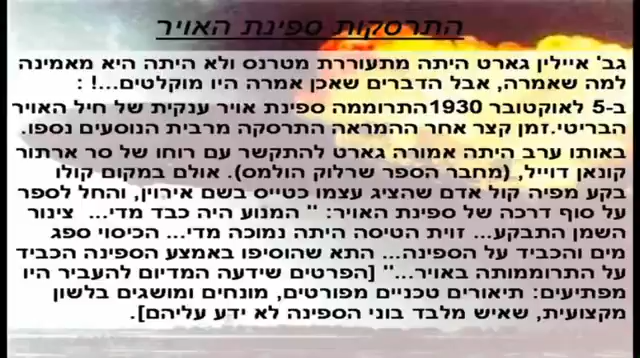 התרסקות ספינת האויר
גב' איילין גארט היתה מתעוררת מטרנס ולא היתה היא מאמינה
למה שאמרה, אבל הדברים שאכן אמרה היו מוקלטים...! :
ב-5 לאוקטובר 1930התרוממה ספינת אויר ענקית של חיל האויר
הבריטי.זמן קצר אחר ההמראה התרסקה מרבית הנוסעים נספו.
באותו ערב היתה אמורה גארט להתקשר עם רוחו של סר ארתור
קונאן דוייל, (מחבר הספר שרלוק הולמס). אולם במקום קולו
בקע מפיה קול אדם שהציג עצמו כטייס בשם אירוין, והחל לספר
על סוף דרכה של ספינת האויר: " המנוע היה כבד מדי... צינור
השמן התבקע... זוית הטיסה היתה נמוכה מדי... הכיסוי ספג
מים והכביד על הספינה... התא שהוסיפו באמצע הספינה הכביד
על התרוממותה באויר..." [הפרטים שידעה המדיום להעביר היו
מפתיעים: תיאורים טכניים מפורטים, מונחים ומושגים בלשון
מקצועית, שאיש מלבד בוני הספינה לא ידע עליהם].